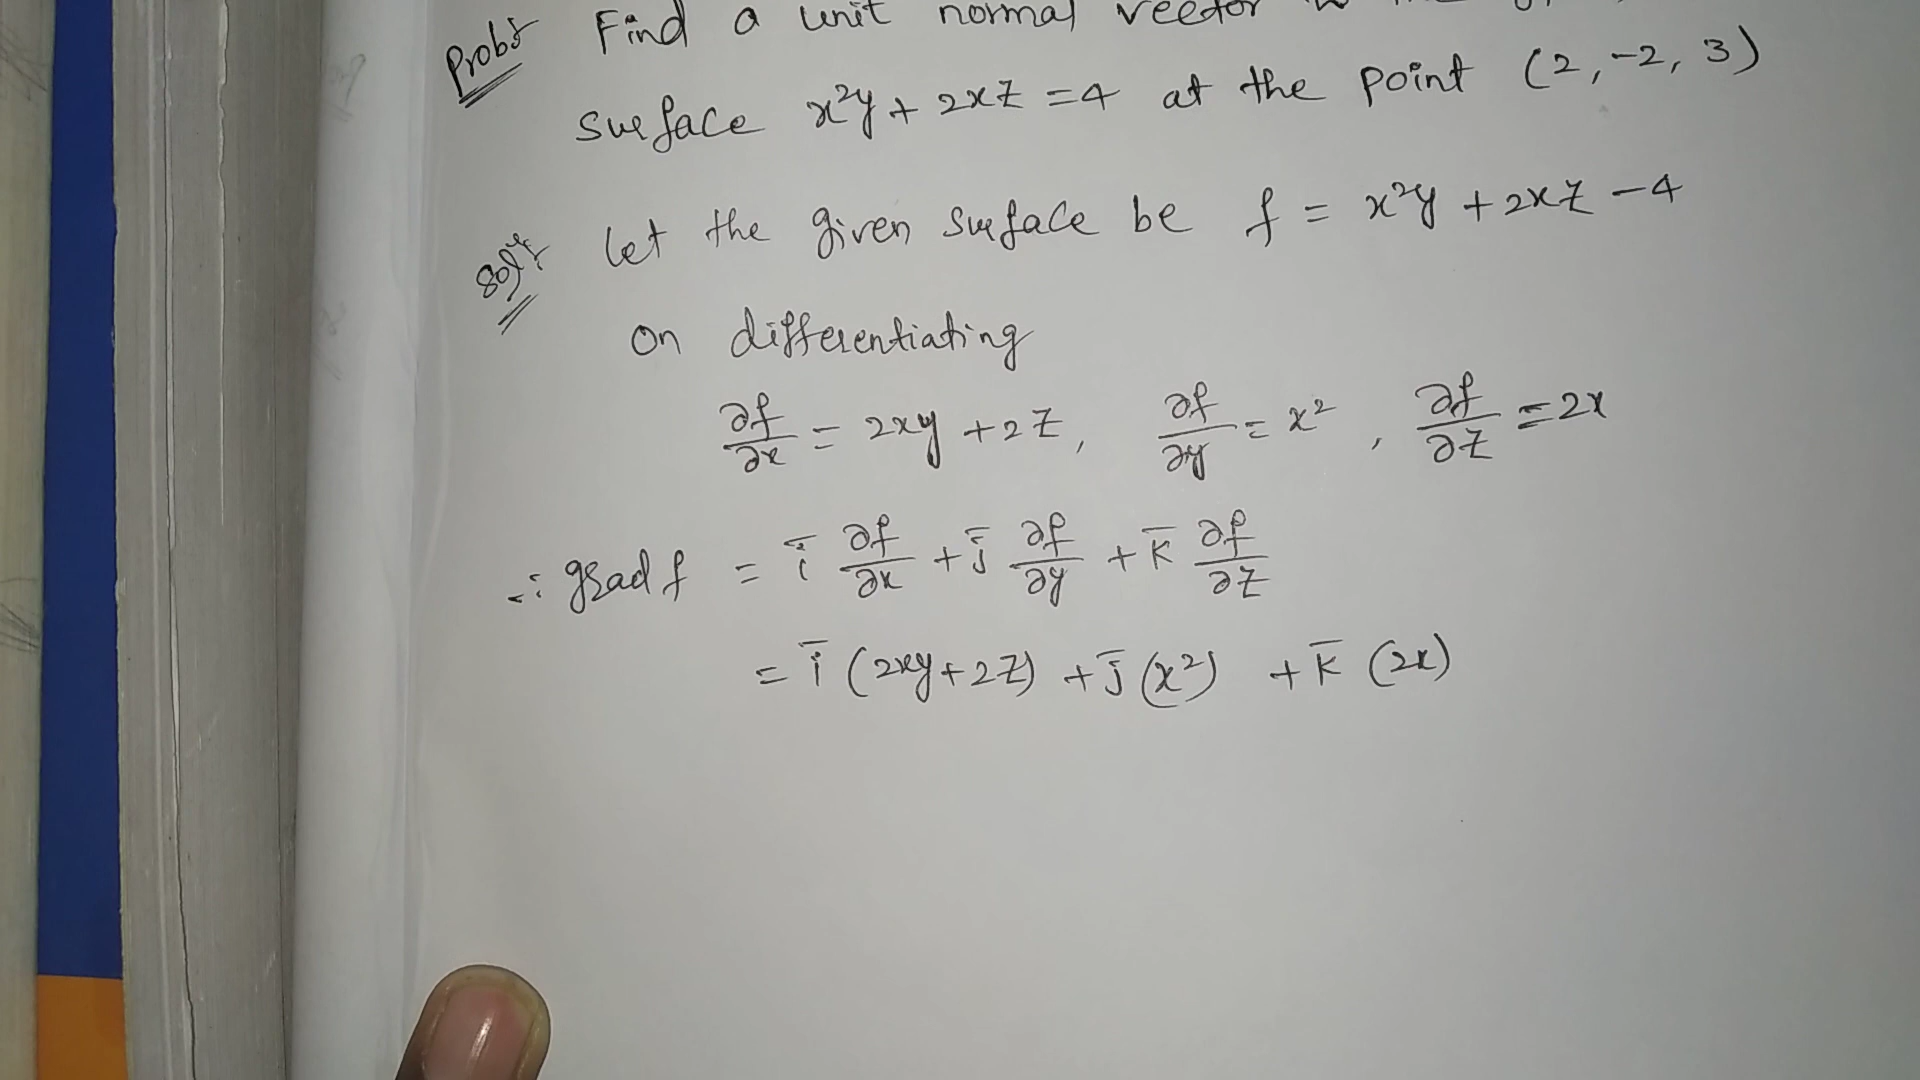 Prob:- Find a unit normal vector
surface x²y + 2xz = 4 at the point (2, -2, 3)
Sol:- Let the given surface be f = x²y + 2xz - 4
On differentiating
∂f/∂x = 2xy + 2z, ∂f/∂y = x², ∂f/∂z = 2x
∴ grad f = i̅ ∂f/∂x + j̅ ∂f/∂y + k̅ ∂f/∂z
= i̅ (2xy+2z) + j̅ (x²) + k̅ (2x)